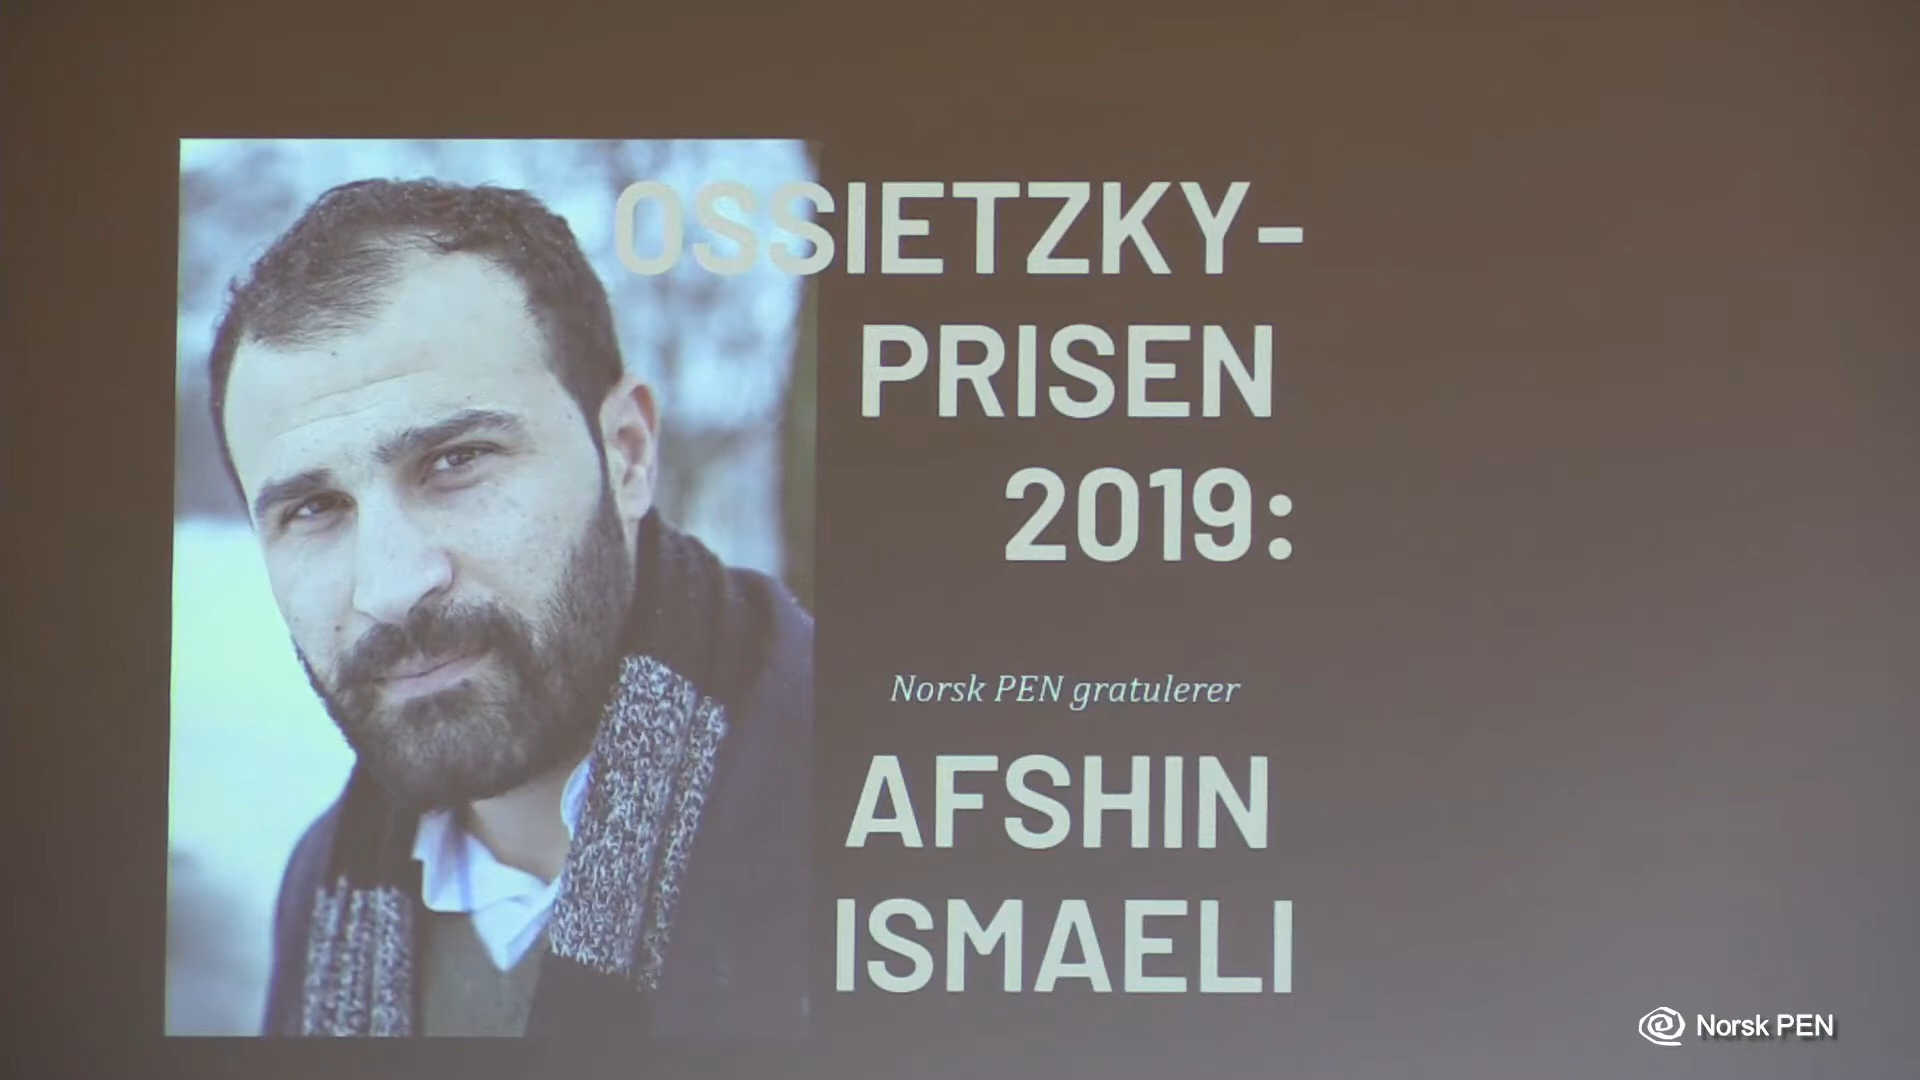 OSSIETZKY-
PRISEN
2019:
Norsk PEN gratulerer
AFSHIN
ISMAELI
Norsk PEN